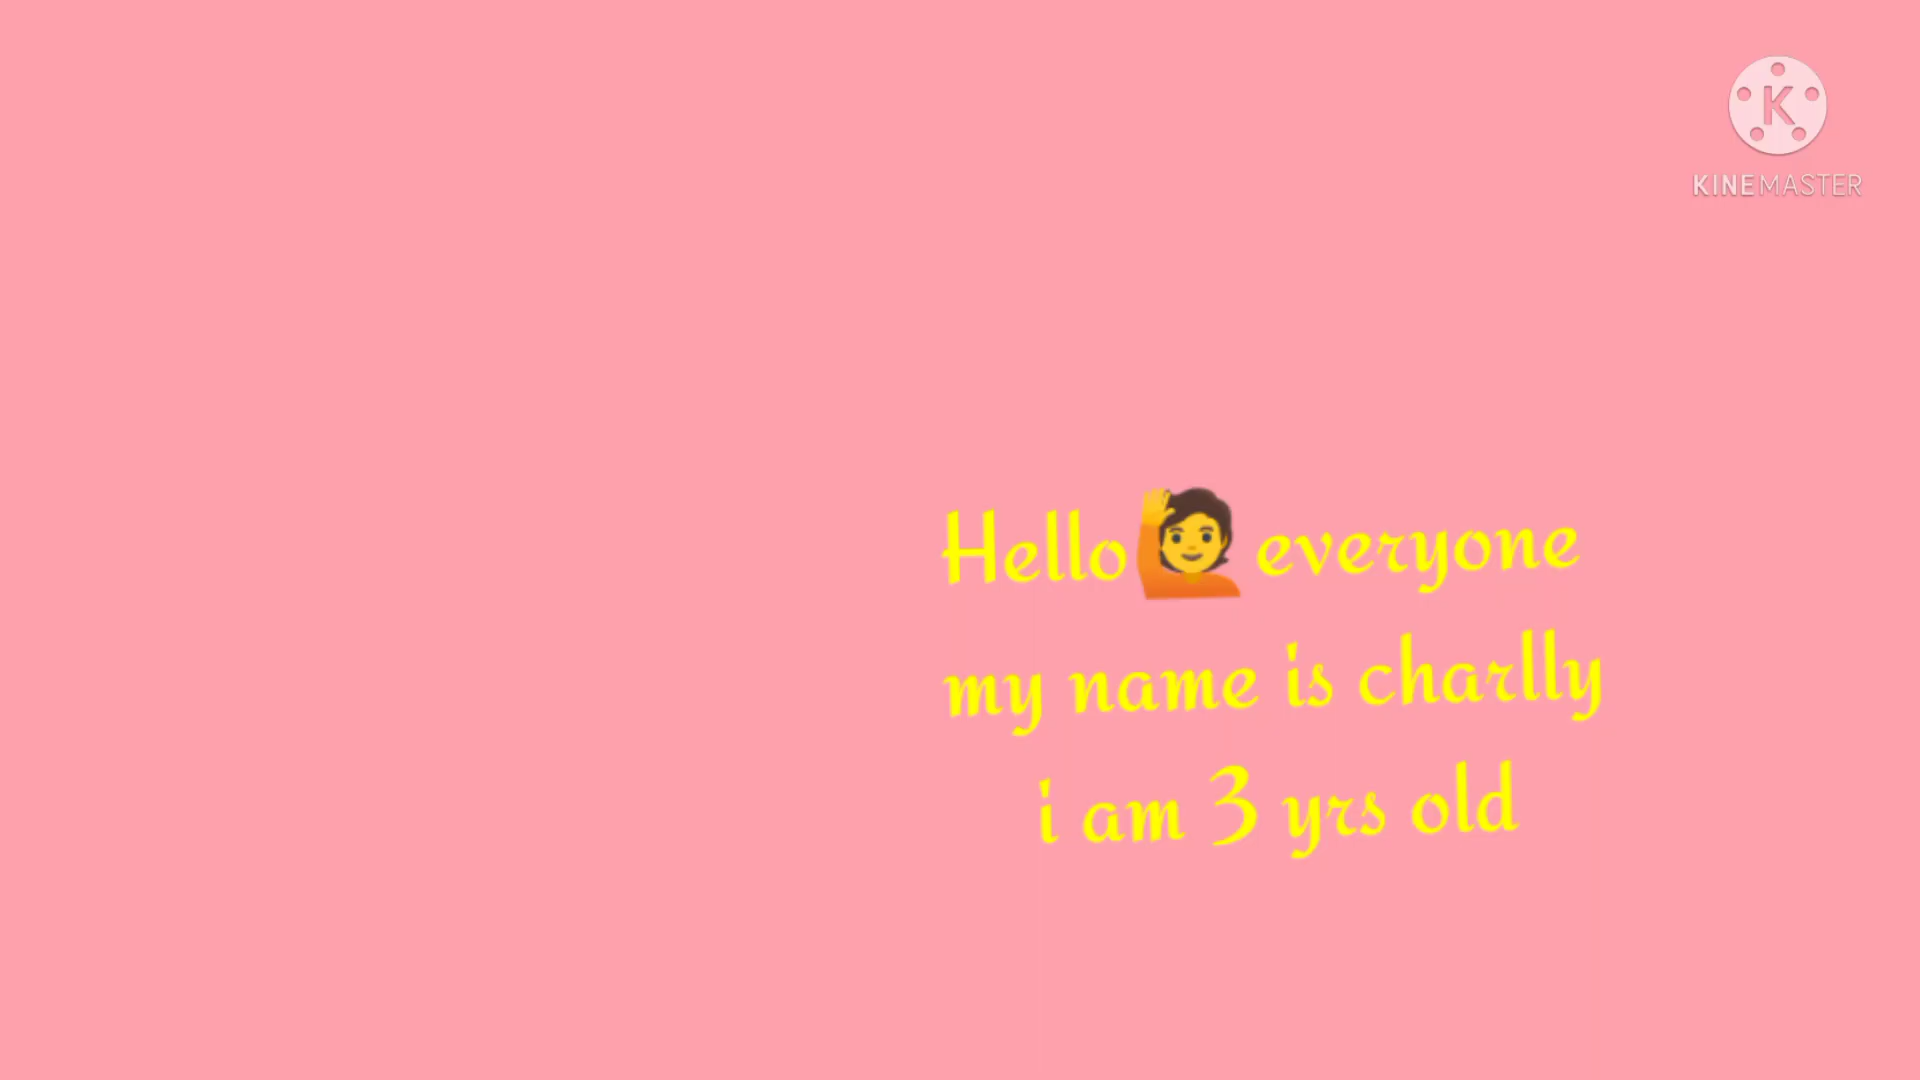 K
KINEMASTER
Hello🙋everyone
my name is charlly
i am 3 yrs old